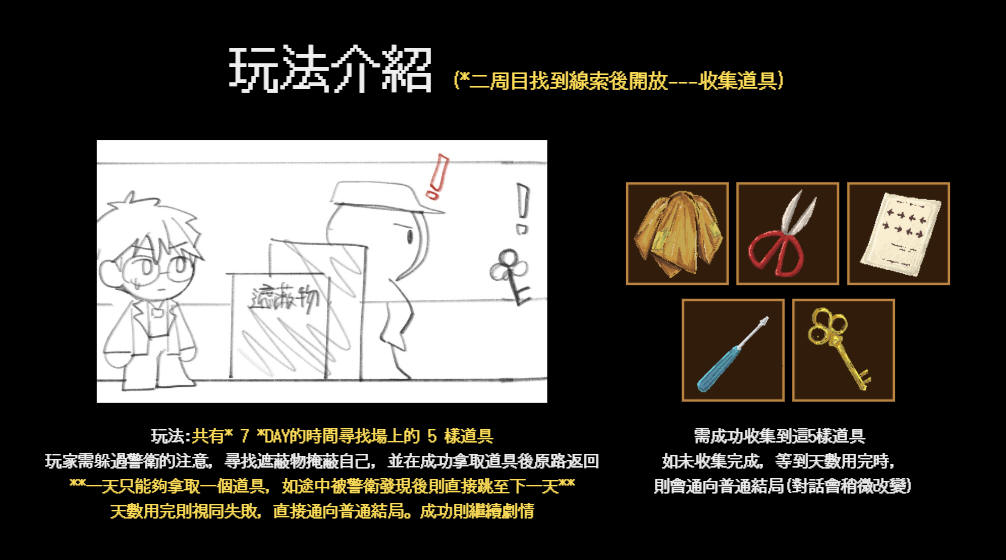 玩法介紹 (*二周目找到線索後開放---收集道具)
遮蔽物
玩法:共有* 7 *DAY的時間尋找場上的 5 樣道具
玩家需躲過警衛的注意，尋找遮蔽物掩蔽自己，並在成功拿取道具後原路返回
**一天只能夠拿取一個道具，如途中被警衛發現後則直接跳至下一天**
天數用完則視同失敗，直接通向普通結局。成功則繼續劇情
需成功收集到這5樣道具
如未收集完成，等到天數用完時，
則會通向普通結局(對話會稍微改變)